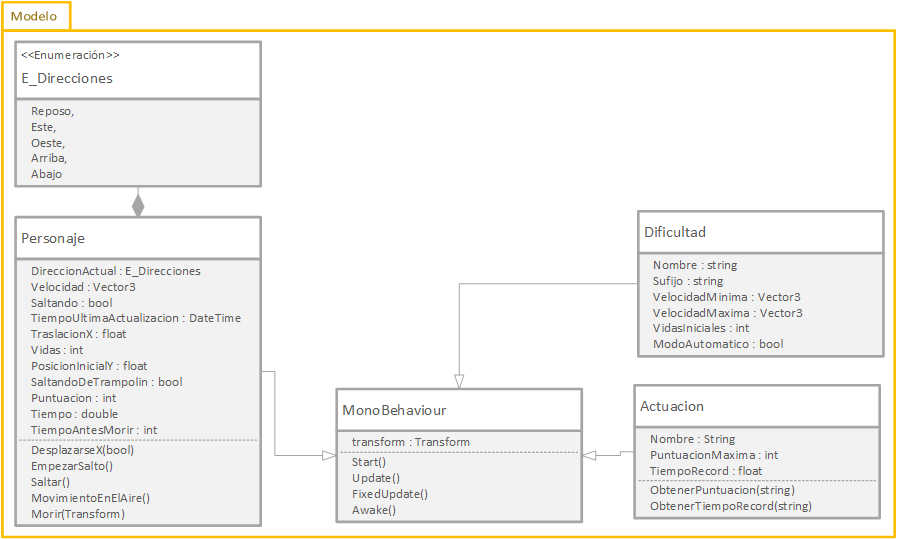 Modelo
<<Enumeración>>
E_Direcciones
Reposo,
Este,
Oeste,
Arriba,
Abajo
Personaje
DireccionActual : E_Direcciones
Velocidad : Vector3
Saltando : bool
TiempoUltimaActualizacion : DateTime
TraslacionX : float
Vidas : int
PosicionInicialY : float
SaltandoDeTrampolin : bool
Puntuacion : int
Tiempo : double
TiempoAntesMorir : int
DesplazarseX(bool)
EmpezarSalto()
Saltar()
MovimientoEnElAire()
Morir(Transform)
MonoBehaviour
transform : Transform
Start()
Update()
FixedUpdate()
Awake()
Dificultad
Nombre : string
Sufijo : string
VelocidadMinima : Vector3
VelocidadMaxima : Vector3
VidasIniciales : int
ModoAutomatico : bool
Actuacion
Nombre : String
PuntuacionMaxima : int
TiempoRecord : float
ObtenerPuntuacion(string)
ObtenerTiempoRecord(string)